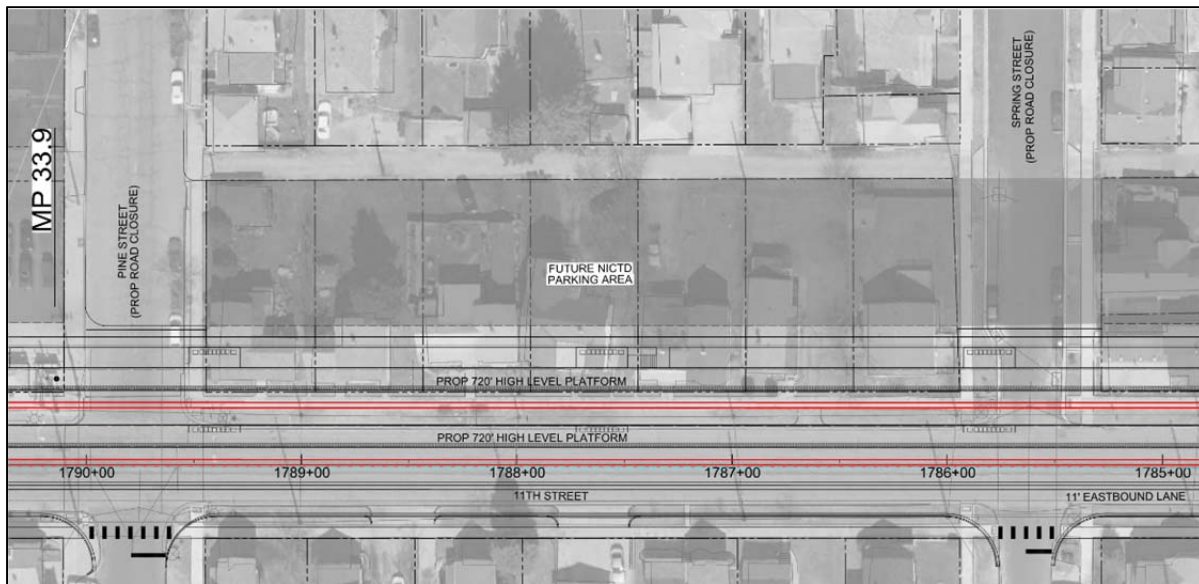 MP 33.9
PINE STREET
(PROP ROAD CLOSURE)
SPRING STREET
(PROP ROAD CLOSURE)
FUTURE NICTD
PARKING AREA
PROP 720' HIGH LEVEL PLATFORM
PROP 720' HIGH LEVEL PLATFORM
1790+00
1789+00
1788+00
1787+00
1786+00
1785+00
11TH STREET
11' EASTBOUND LANE